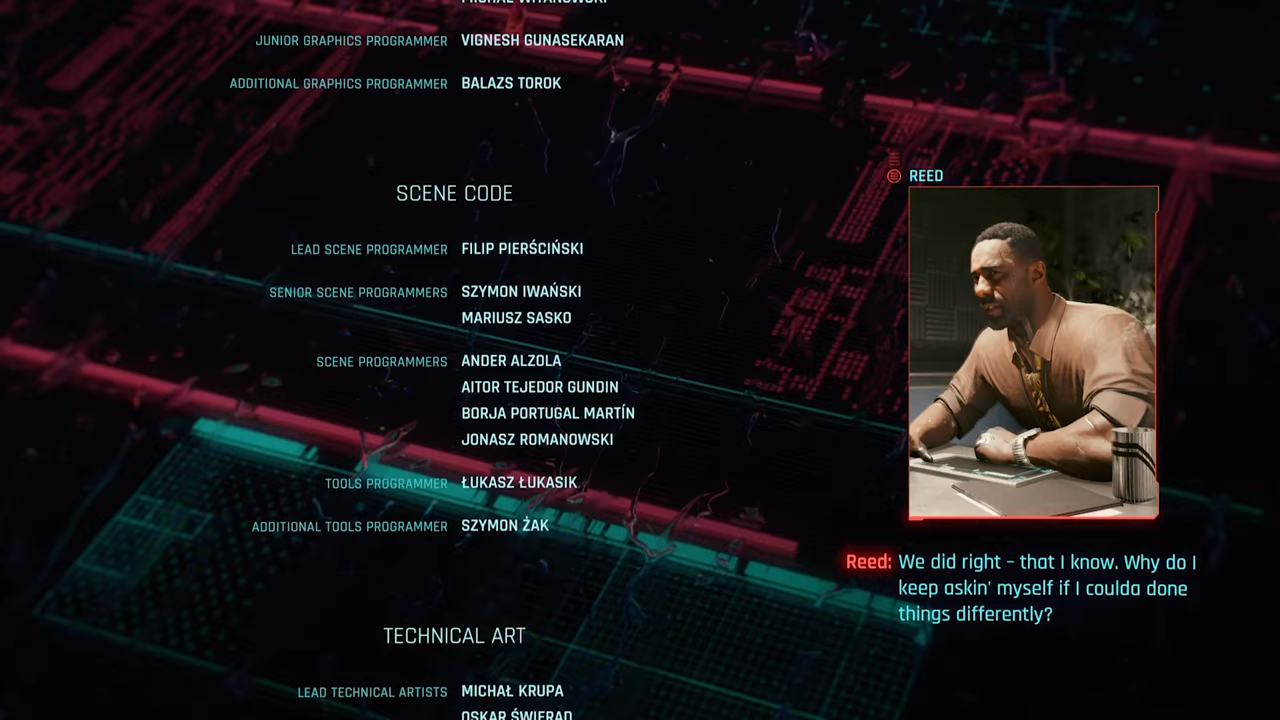 JUNIOR GRAPHICS PROGRAMMER VIGNESH GUNASEKARAN
ADDITIONAL GRAPHICS PROGRAMMER BALAZS TOROK
SCENE CODE
LEAD SCENE PROGRAMMER FILIP PIERŚCIŃSKI
SENIOR SCENE PROGRAMMERS SZYMON IWAŃSKI
MARIUSZ SASKO
SCENE PROGRAMMERS ANDER ALZOLA
AITOR TEJEDOR GUNDIN
BORJA PORTUGAL MARTÍN
JONASZ ROMANOWSKI
TOOLS PROGRAMMER ŁUKASZ ŁUKASIK
ADDITIONAL TOOLS PROGRAMMER SZYMON ŻAK
TECHNICAL ART
LEAD TECHNICAL ARTISTS MICHAŁ KRUPA
OSKAR ŚWIERAD
REED
Reed: We did right – that I know. Why do I
keep askin' myself if I coulda done
things differently?